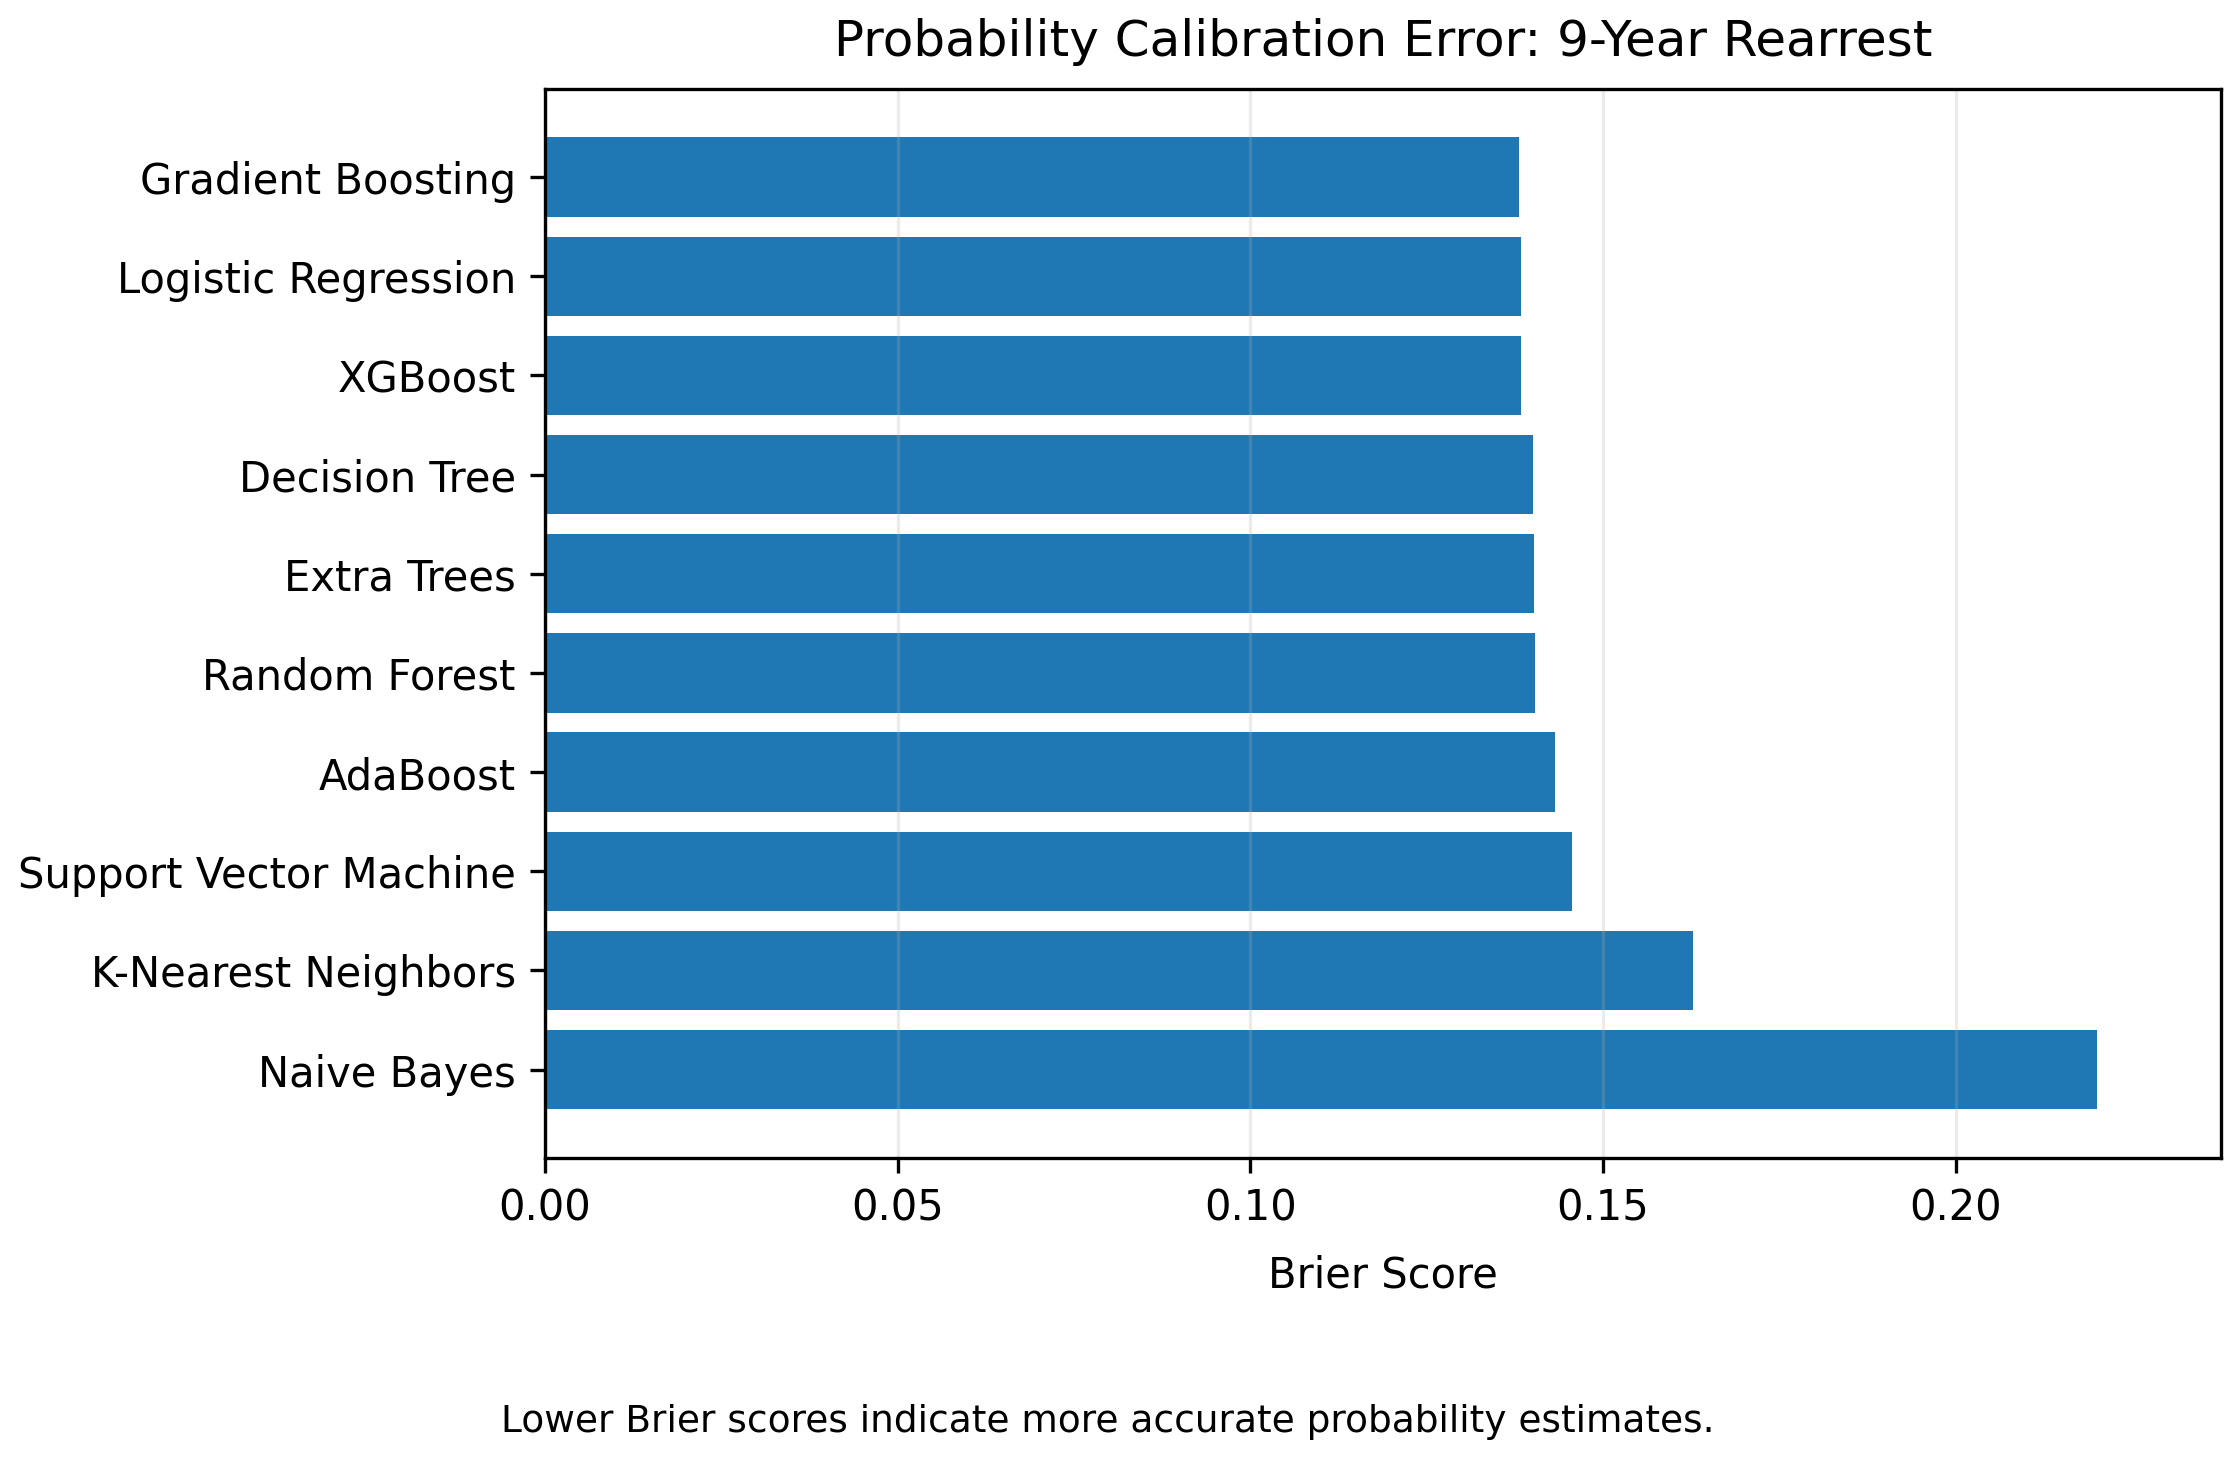 Probability Calibration Error: 9-Year Rearrest
Gradient Boosting
Logistic Regression
XGBoost
Decision Tree
Extra Trees
Random Forest
AdaBoost
Support Vector Machine
K-Nearest Neighbors
Naive Bayes
0.00 0.05 0.10 0.15 0.20
Brier Score
Lower Brier scores indicate more accurate probability estimates.